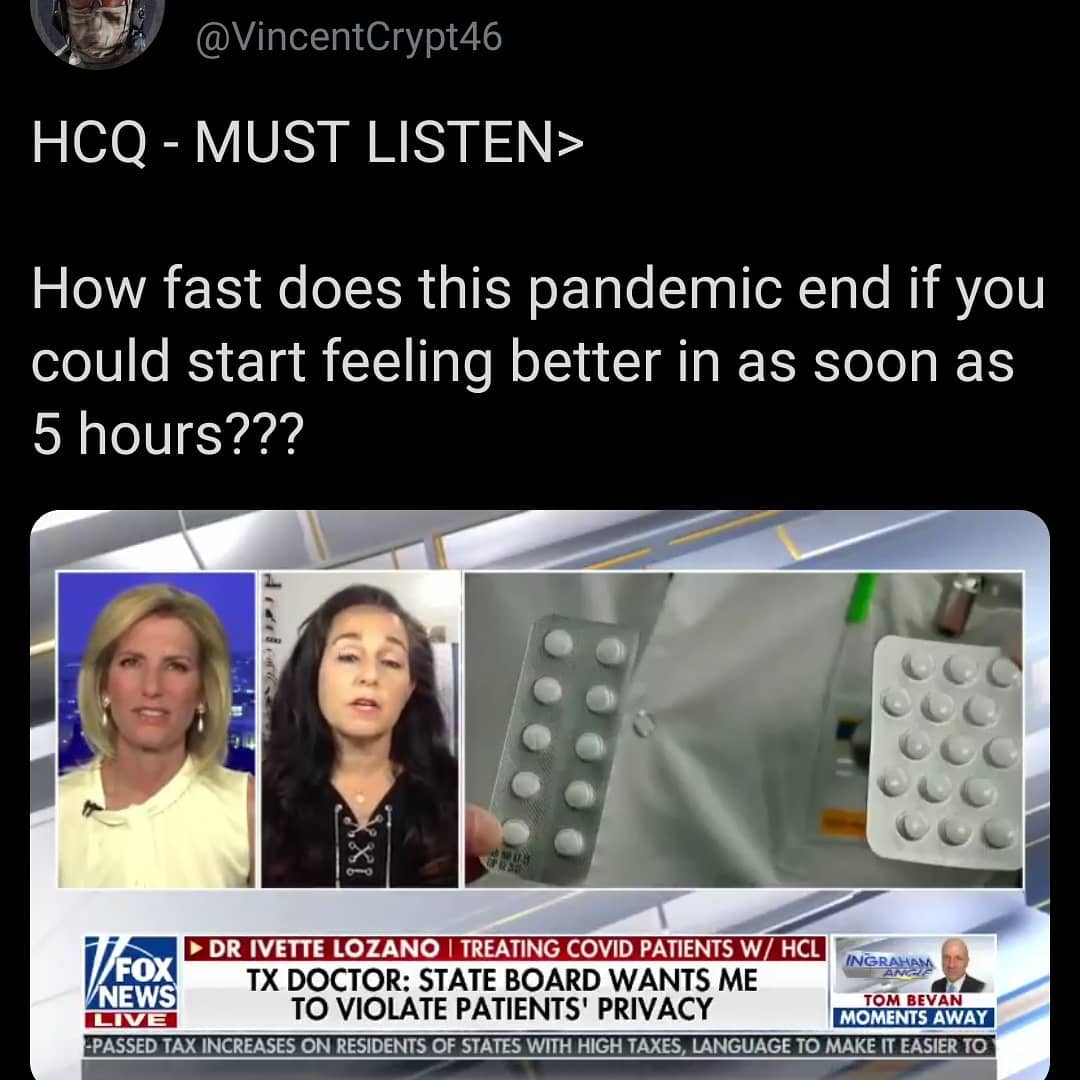 @VincentCrypt46
HCQ - MUST LISTEN>
How fast does this pandemic end if you
could start feeling better in as soon as
5 hours???
DR IVETTE LOZANO | TREATING COVID PATIENTS W/ HCL
TX DOCTOR: STATE BOARD WANTS ME
TO VIOLATE PATIENTS' PRIVACY
FOX
NEWS
LIVE
INGRAHAM
ANGLE
TOM BEVAN
MOMENTS AWAY
-PASSED TAX INCREASES ON RESIDENTS OF STATES WITH HIGH TAXES, LANGUAGE TO MAKE IT EASIER TO